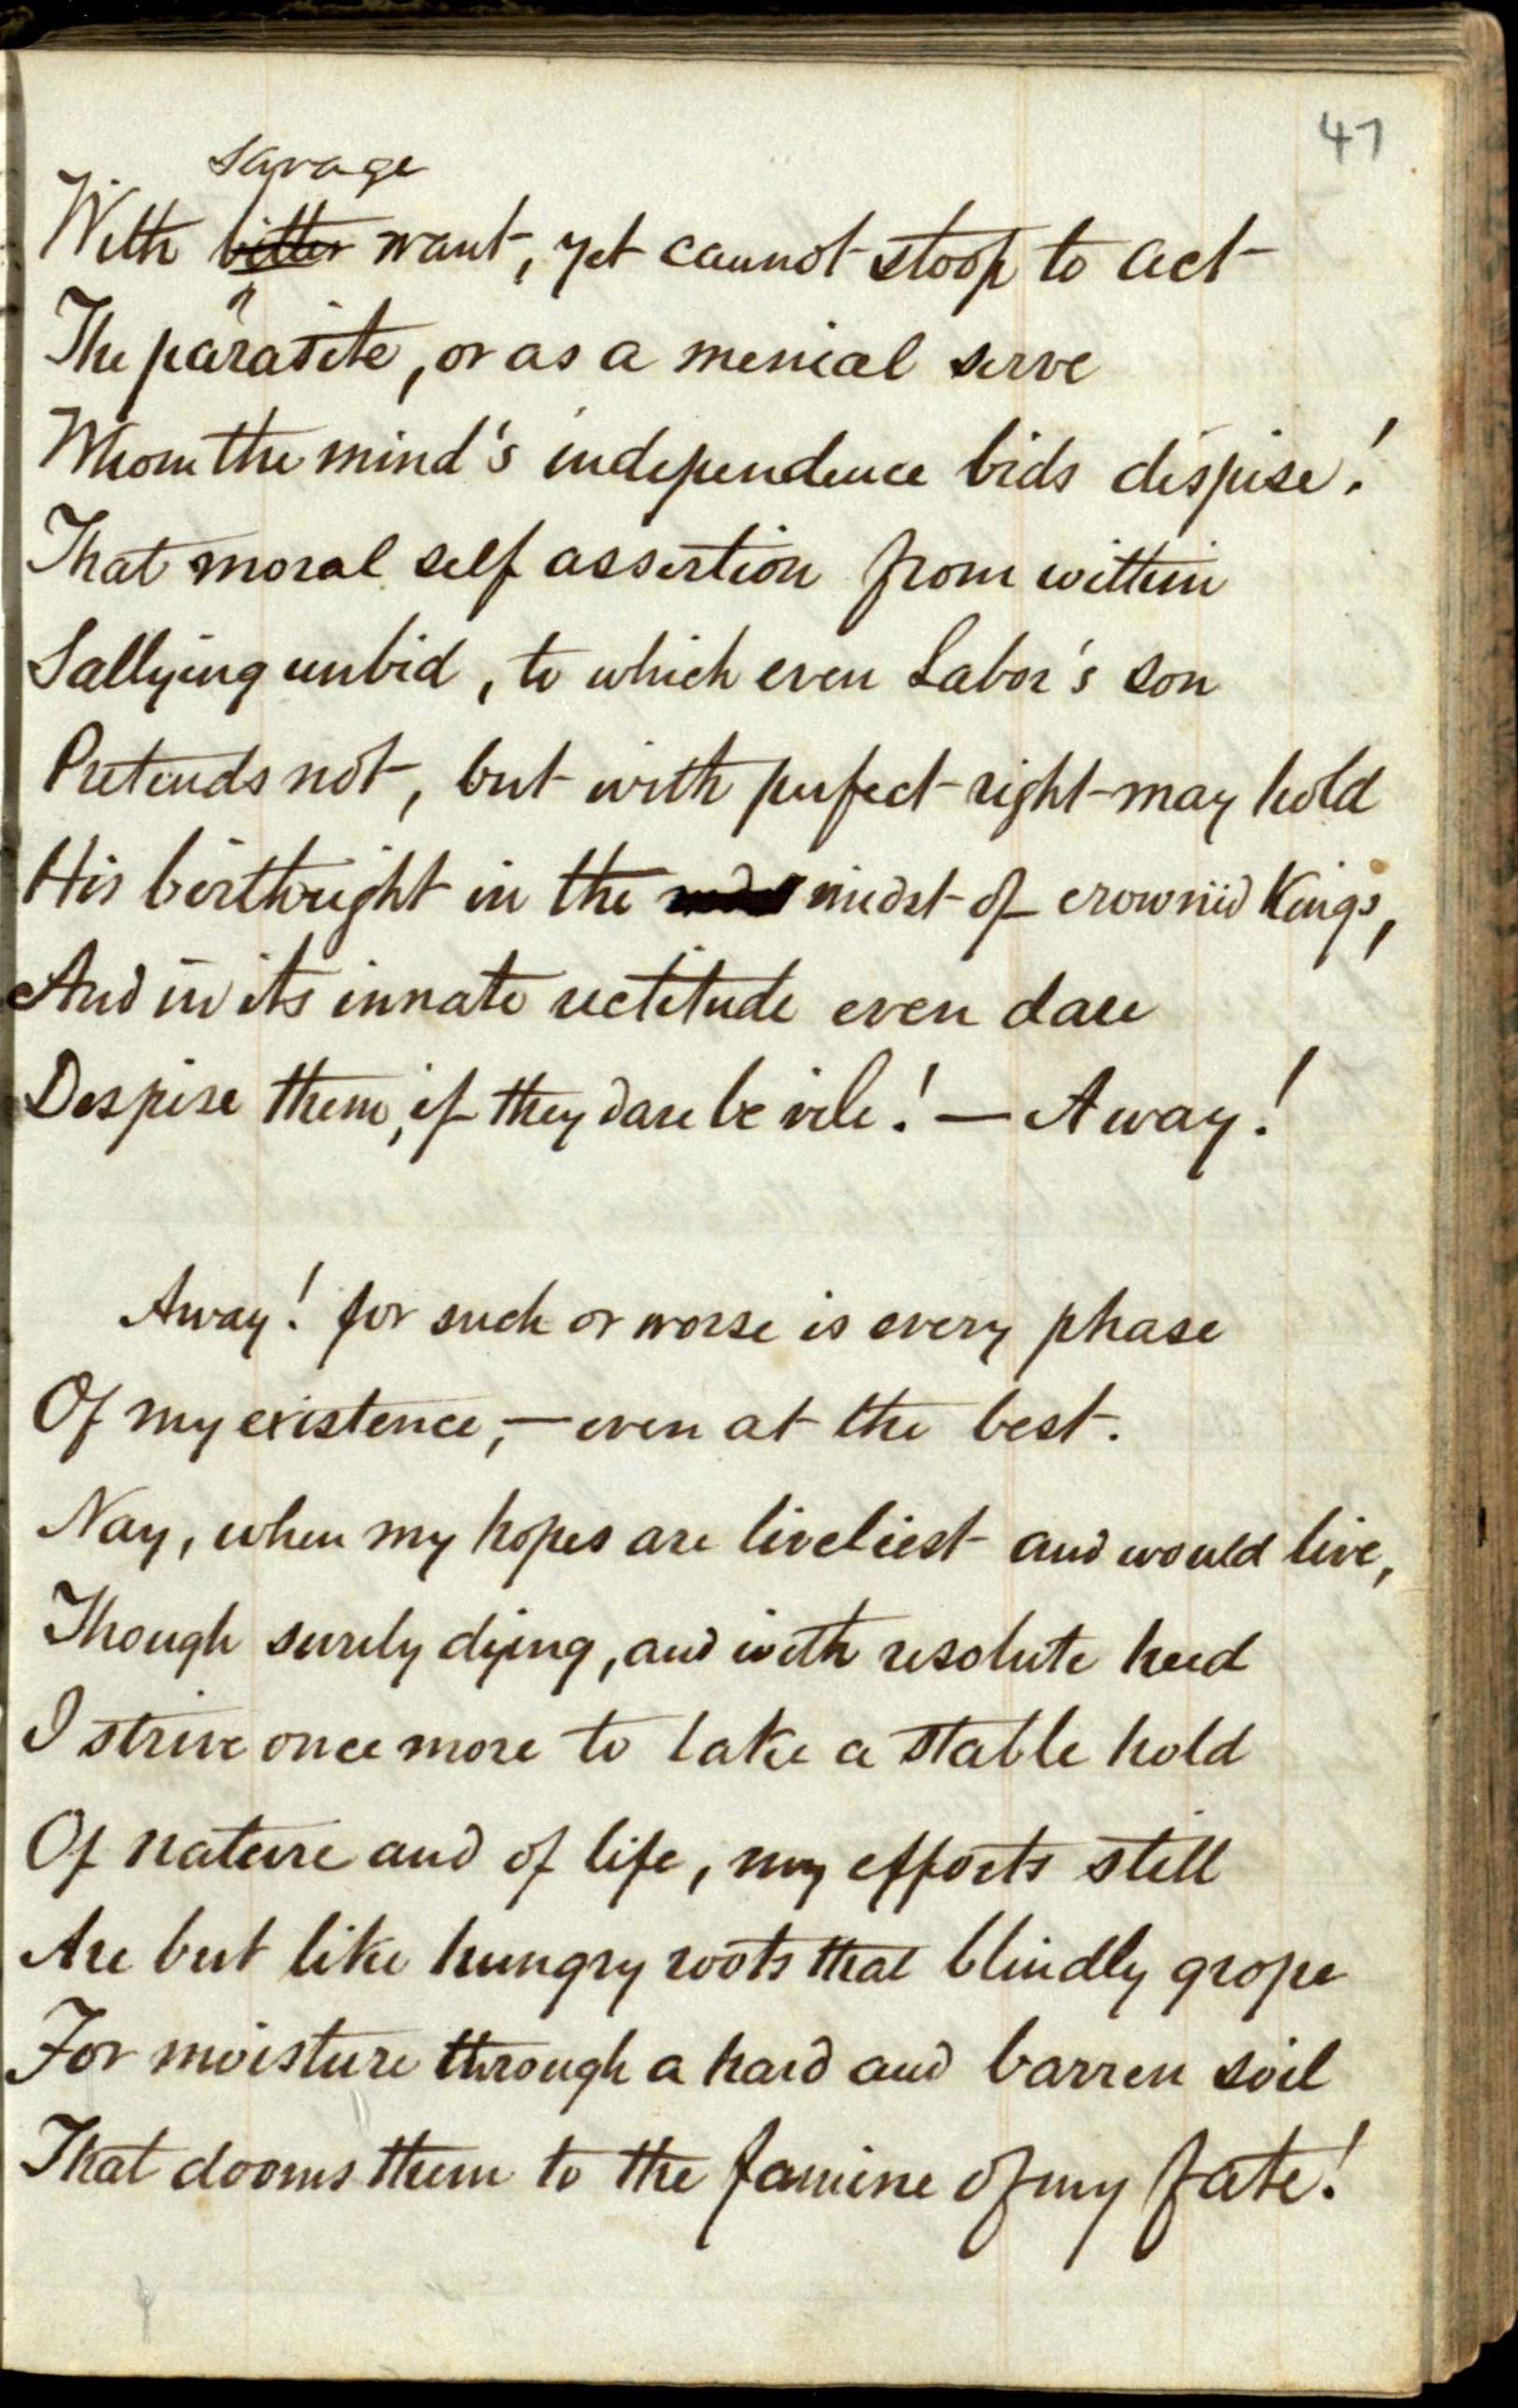 47
savage
With bitter want, yet cannot stoop to act
The parasite, or as a menial serve
Whom the mind's independence bids despise!
That moral self assertion from within
Sallying unbid, to which even Labor's son
Pretends not, but with perfect right may hold
His birthright in the midst of crownëd Kings,
And in its innate rectitude even dare
Despise them, if they dare be vile! — Away!
Away! for such or worse is every phase
Of my existence, — even at the best.
Nay, when my hopes are liveliest and would live,
Though surely dying, and with resolute heed
I strive once more to take a stable hold
Of nature and of life, my efforts still
Are but like hungry roots that blindly grope
For moisture through a hard and barren soil
That dooms them to the famine of my fate!